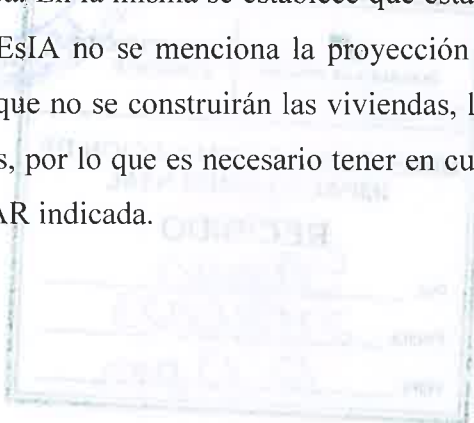 En la misma se establece que esta
EsIA no se menciona la proyección
que no se construirán las viviendas, l
s, por lo que es necesario tener en cu
AR indicada.
RECIBIDO